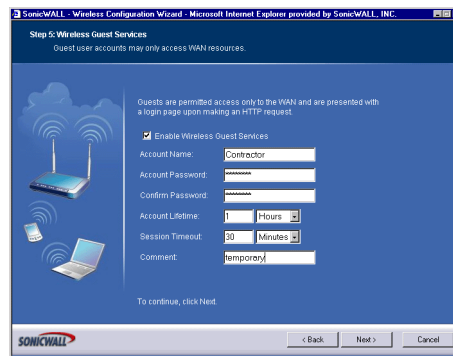 SonicWALL - Wireless Configuration Wizard - Microsoft Internet Explorer provided by SonicWALL, INC.
Step 5: Wireless Guest Services
Guest user accounts may only access WAN resources.
Guests are permitted access only to the WAN and are presented with
a login page upon making an HTTP request.
Enable Wireless Guest Services
Account Name: Contractor
Account Password: ********
Confirm Password: ********
Account Lifetime: 1 Hours
Session Timeout: 30 Minutes
Comment: temporary
To continue, click Next.
SONICWALL
< Back Next > Cancel